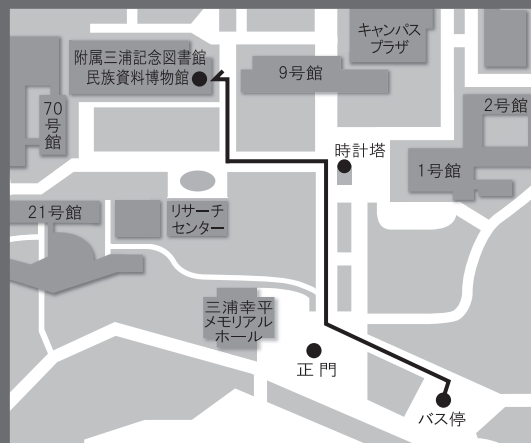 キャンパス
プラザ
附属三浦記念図書館
民族資料博物館
9号館
70
号
館
2号館
時計塔
1号館
21号館
リサーチ
センター
三浦幸平
メモリアル
ホール
正門
バス停